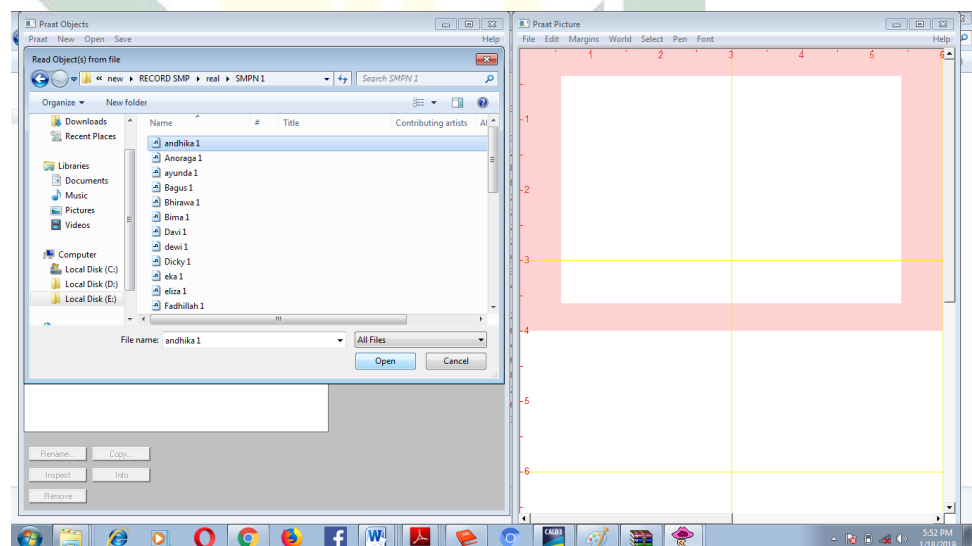 Praat Objects
Praat New Open Save Help
Read Object(s) from file
« new ▸ RECORD SMP ▸ real ▸ SMPN 1
Search SMPN 1
Organize New folder
Downloads
Recent Places
Libraries
Documents
Music
Pictures
Videos
Computer
Local Disk (C:)
Local Disk (D:)
Local Disk (E:)
Name # Title Contributing artists Al
andhika 1
Anoraga 1
ayunda 1
Bagus 1
Bhirawa 1
Bima 1
Davi 1
dewi 1
Dicky 1
eka 1
eliza 1
Fadhillah 1
File name: andhika 1
All Files
Open Cancel
Rename... Copy...
Inspect Info
Remove
Praat Picture
File Edit Margins World Select Pen Font Help
1 2 3 4 5 6
1
2
3
4
5
6
CALD3
5:52 PM
1/18/2019